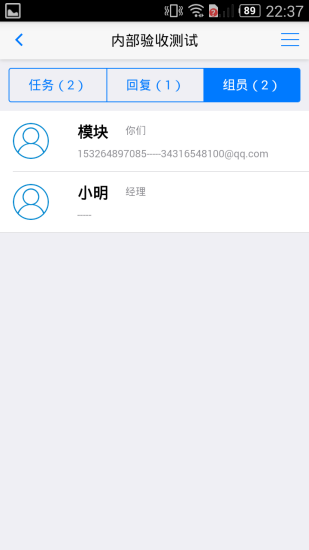 89 22:37
内部验收测试
任务（2） 回复（1） 组员（2）
模块 你们
153264897085----34316548100@qq.com
小明 经理
----